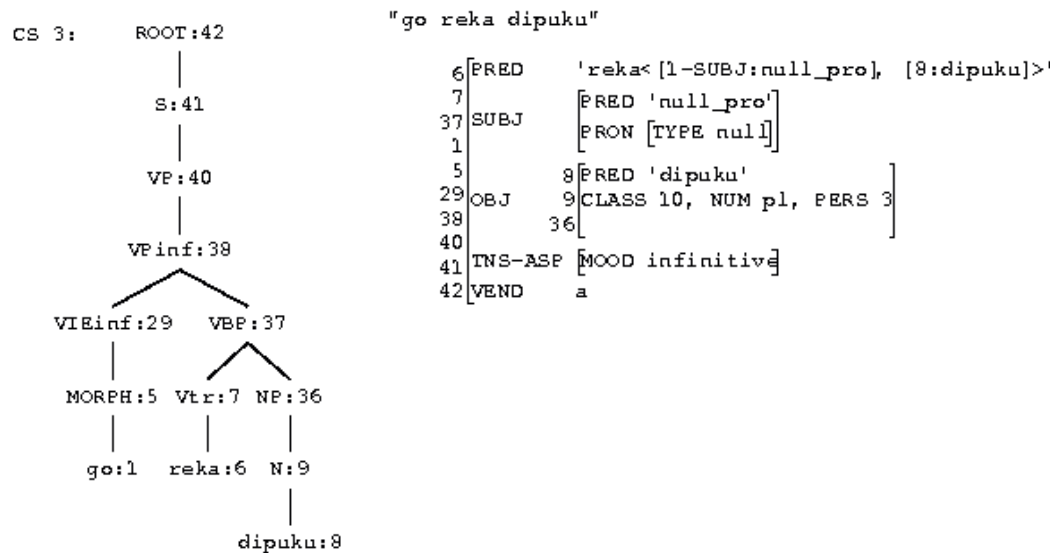 CS 3: ROOT:42
S:41
VP:40
VPinf:38
VIEinf:29 VBP:37
MORPH:5 Vtr:7 NP:36
go:1 reka:6 N:9
dipuku:8
"go reka dipuku"
6 PRED 'reka<[1-SUBJ:null_pro], [8:dipuku]>'
7 PRED 'null_pro'
37 SUBJ
1 PRON [TYPE null]
5 8 PRED 'dipuku'
29 OBJ 9 CLASS 10, NUM pl, PERS 3
38 36
40
41 TNS-ASP [MOOD infinitive]
42 VEND a